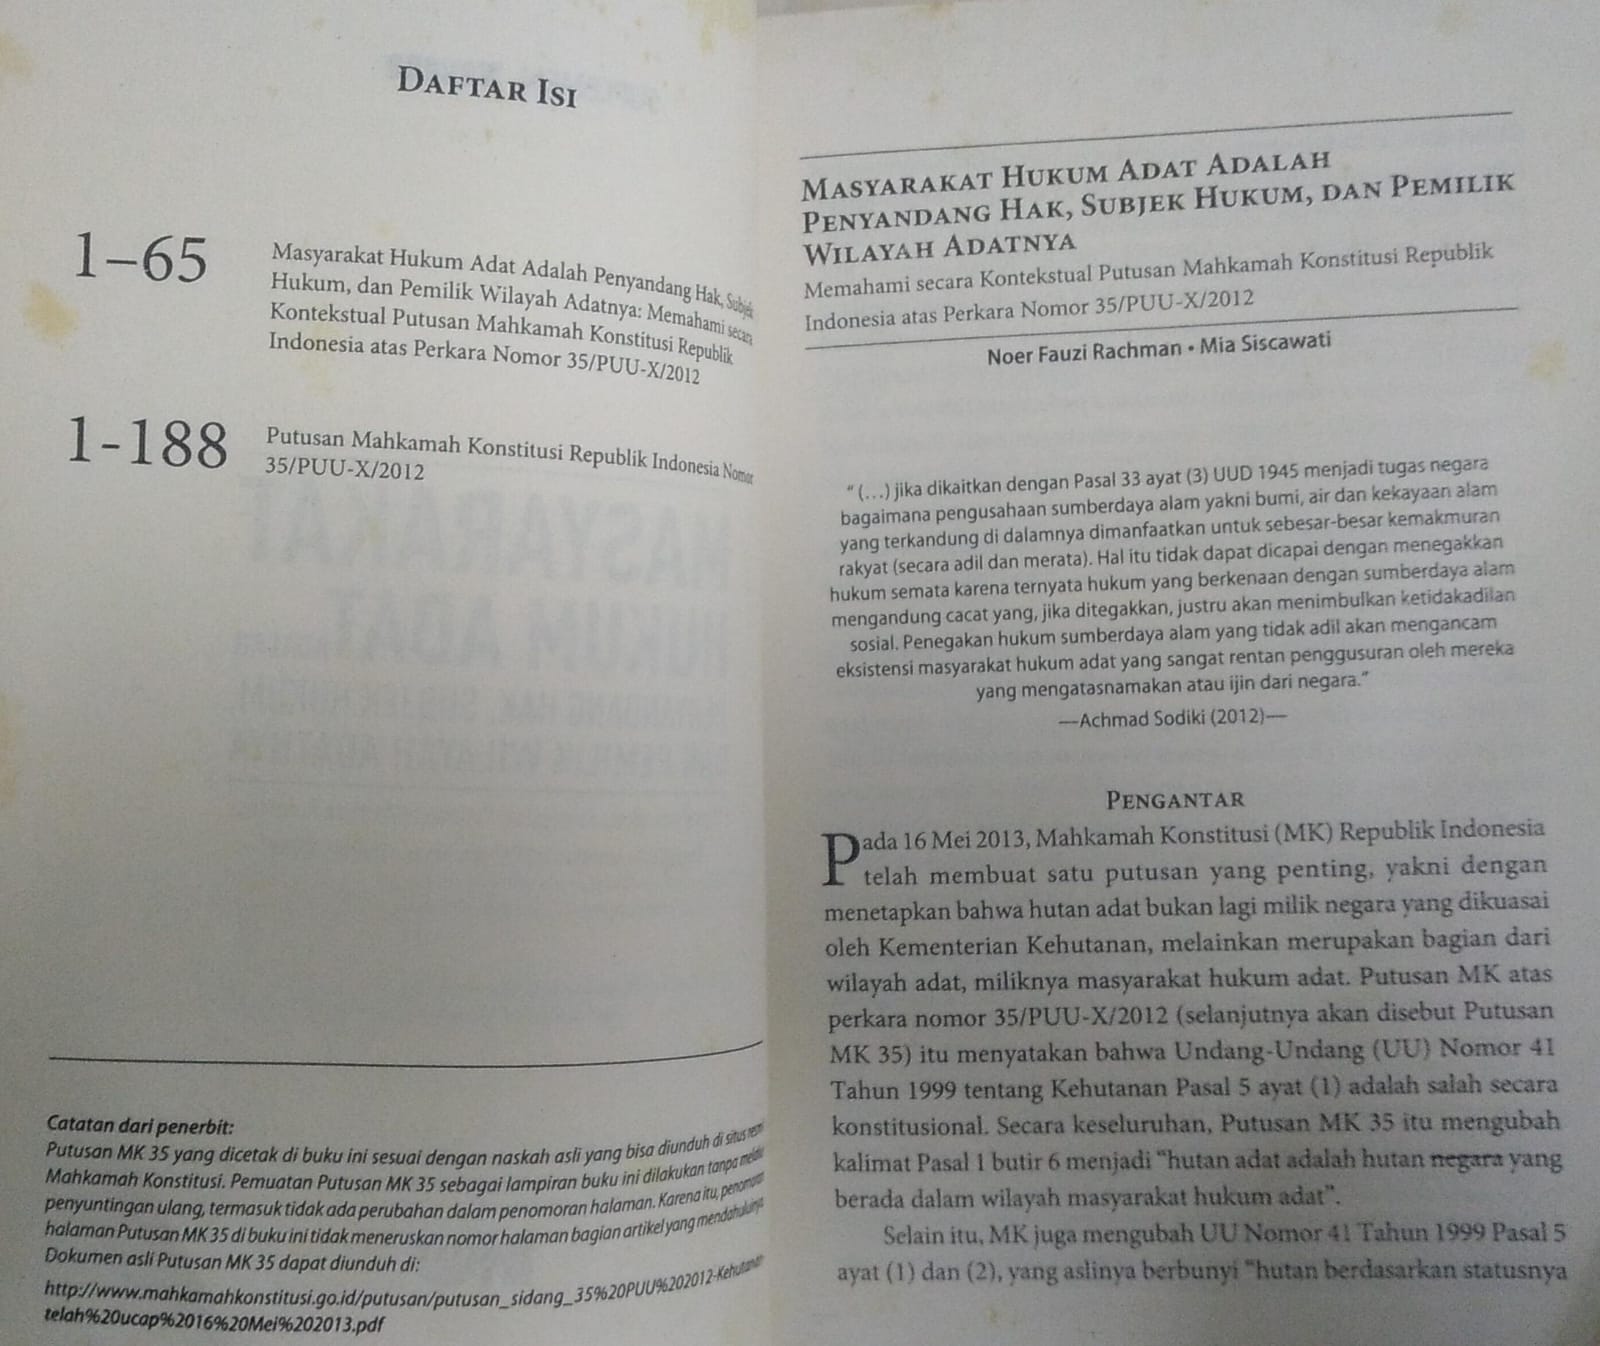 DAFTAR ISI
1–65
Masyarakat Hukum Adat Adalah Penyandang Hak, Subjek
Hukum, dan Pemilik Wilayah Adatnya: Memahami secara
Kontekstual Putusan Mahkamah Konstitusi Republik
Indonesia atas Perkara Nomor 35/PUU-X/2012
1-188
Putusan Mahkamah Konstitusi Republik Indonesia Nomor
35/PUU-X/2012
Catatan dari penerbit:
Putusan MK 35 yang dicetak di buku ini sesuai dengan naskah asli yang bisa diunduh di situs resmi
Mahkamah Konstitusi. Pemuatan Putusan MK 35 sebagai lampiran buku ini dilakukan tanpa melalui
penyuntingan ulang, termasuk tidak ada perubahan dalam penomoran halaman. Karena itu, penomoran
halaman Putusan MK 35 di buku ini tidak meneruskan nomor halaman bagian artikel yang mendahuluinya.
Dokumen asli Putusan MK 35 dapat diunduh di:
http://www.mahkamahkonstitusi.go.id/putusan/putusan_sidang_35%20PUU%202012-Kehutanan
telah%20ucap%2016%20Mei%202013.pdf
MASYARAKAT HUKUM ADAT ADALAH
PENYANDANG HAK, SUBJEK HUKUM, DAN PEMILIK
WILAYAH ADATNYA
Memahami secara Kontekstual Putusan Mahkamah Konstitusi Republik
Indonesia atas Perkara Nomor 35/PUU-X/2012
Noer Fauzi Rachman • Mia Siscawati
“ (…) jika dikaitkan dengan Pasal 33 ayat (3) UUD 1945 menjadi tugas negara
bagaimana pengusahaan sumberdaya alam yakni bumi, air dan kekayaan alam
yang terkandung di dalamnya dimanfaatkan untuk sebesar-besar kemakmuran
rakyat (secara adil dan merata). Hal itu tidak dapat dicapai dengan menegakkan
hukum semata karena ternyata hukum yang berkenaan dengan sumberdaya alam
mengandung cacat yang, jika ditegakkan, justru akan menimbulkan ketidakadilan
sosial. Penegakan hukum sumberdaya alam yang tidak adil akan mengancam
eksistensi masyarakat hukum adat yang sangat rentan penggusuran oleh mereka
yang mengatasnamakan atau ijin dari negara.”
—Achmad Sodiki (2012)—
PENGANTAR
Pada 16 Mei 2013, Mahkamah Konstitusi (MK) Republik Indonesia
telah membuat satu putusan yang penting, yakni dengan
menetapkan bahwa hutan adat bukan lagi milik negara yang dikuasai
oleh Kementerian Kehutanan, melainkan merupakan bagian dari
wilayah adat, miliknya masyarakat hukum adat. Putusan MK atas
perkara nomor 35/PUU-X/2012 (selanjutnya akan disebut Putusan
MK 35) itu menyatakan bahwa Undang-Undang (UU) Nomor 41
Tahun 1999 tentang Kehutanan Pasal 5 ayat (1) adalah salah secara
konstitusional. Secara keseluruhan, Putusan MK 35 itu mengubah
kalimat Pasal 1 butir 6 menjadi “hutan adat adalah hutan negara yang
berada dalam wilayah masyarakat hukum adat”.
Selain itu, MK juga mengubah UU Nomor 41 Tahun 1999 Pasal 5
ayat (1) dan (2), yang aslinya berbunyi “hutan berdasarkan statusnya